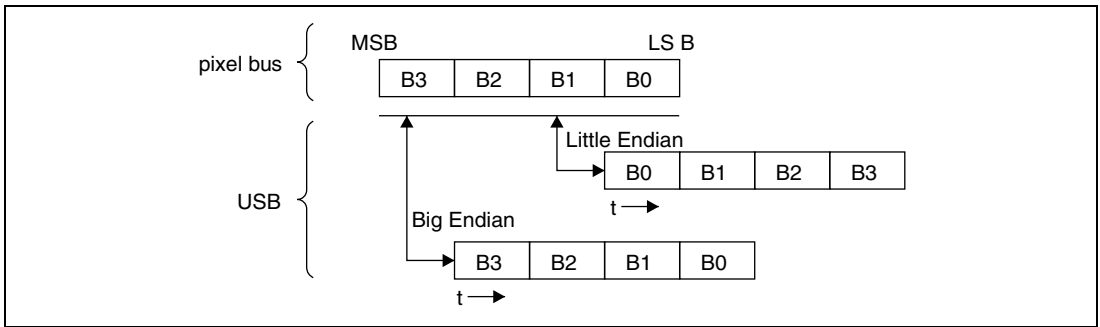 MSB LS B
pixel bus
B3 B2 B1 B0
Little Endian
B0 B1 B2 B3
USB
t
Big Endian
B3 B2 B1 B0
t